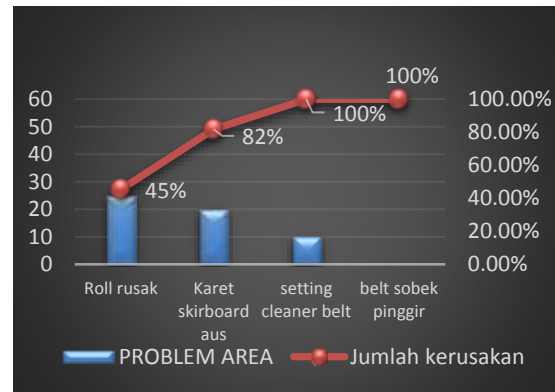 100%
60
100.00%
50
100%
80.00%
40
82%
60.00%
30
45%
40.00%
20
20.00%
10
0
0.00%
Roll rusak
Karet
skirboard
aus
setting
cleaner belt
belt sobek
pinggir
PROBLEM AREA
Jumlah kerusakan